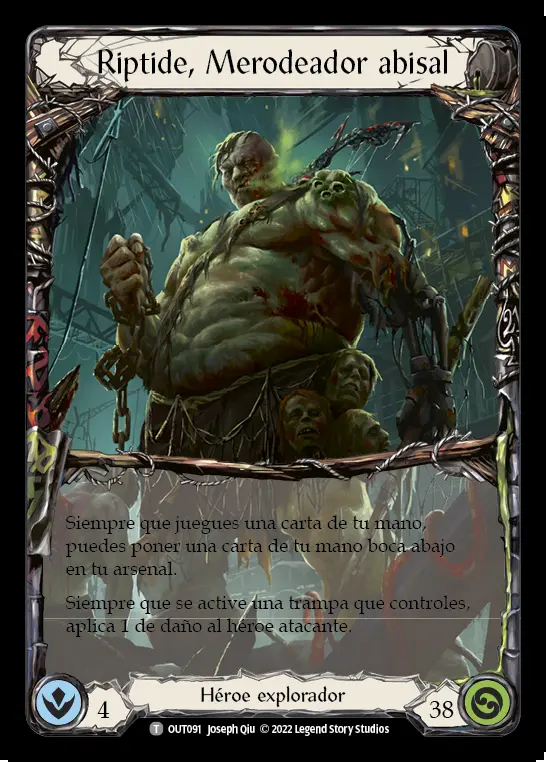 Riptide, Merodeador abisal
Siempre que juegues una carta de tu mano,
puedes poner una carta de tu mano boca abajo
en tu arsenal.
Siempre que se active una trampa que controles,
aplica 1 de daño al héroe atacante.
4
Héroe explorador
38
T OUT091 Joseph Qiu © 2022 Legend Story Studios